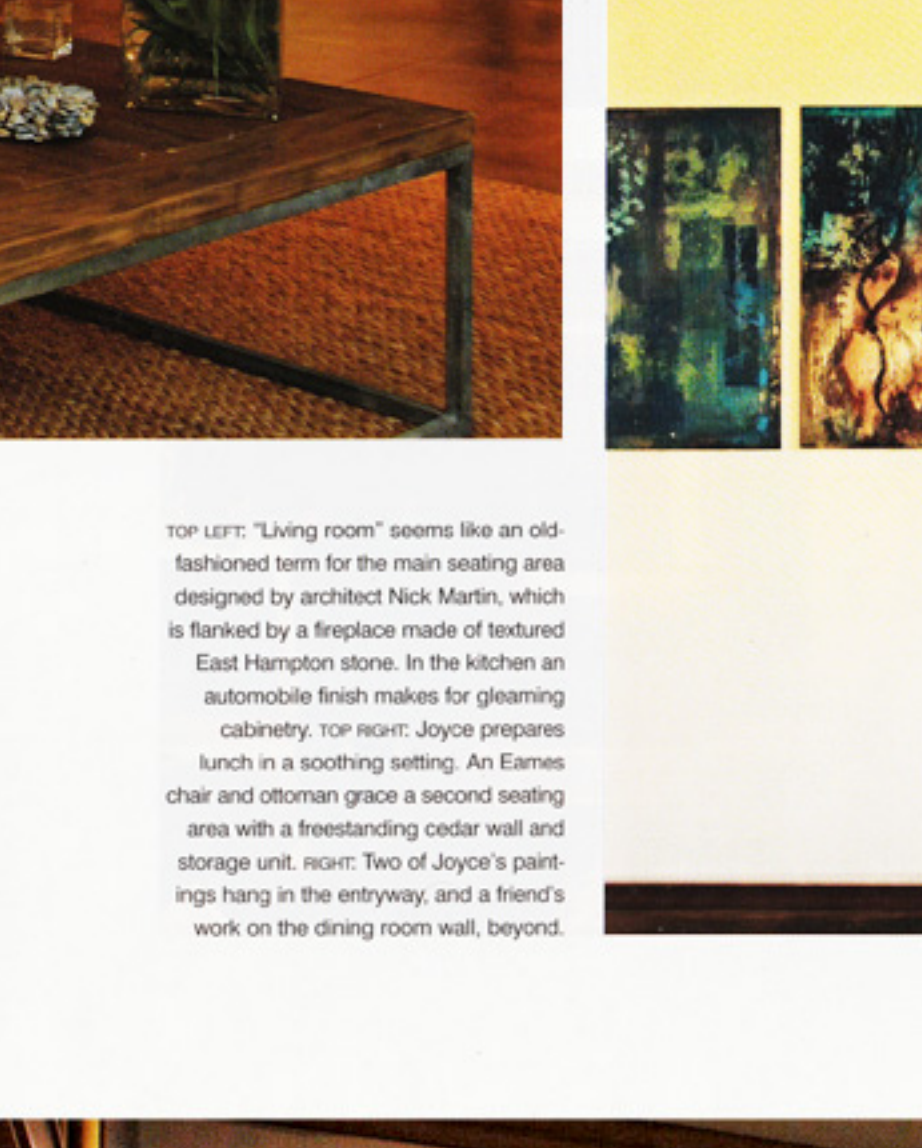 TOP LEFT: "Living room" seems like an old-
fashioned term for the main seating area
designed by architect Nick Martin, which
is flanked by a fireplace made of textured
East Hampton stone. In the kitchen an
automobile finish makes for gleaming
cabinetry. TOP RIGHT: Joyce prepares
lunch in a soothing setting. An Eames
chair and ottoman grace a second seating
area with a freestanding cedar wall and
storage unit. RIGHT: Two of Joyce's paint-
ings hang in the entryway, and a friend's
work on the dining room wall, beyond.